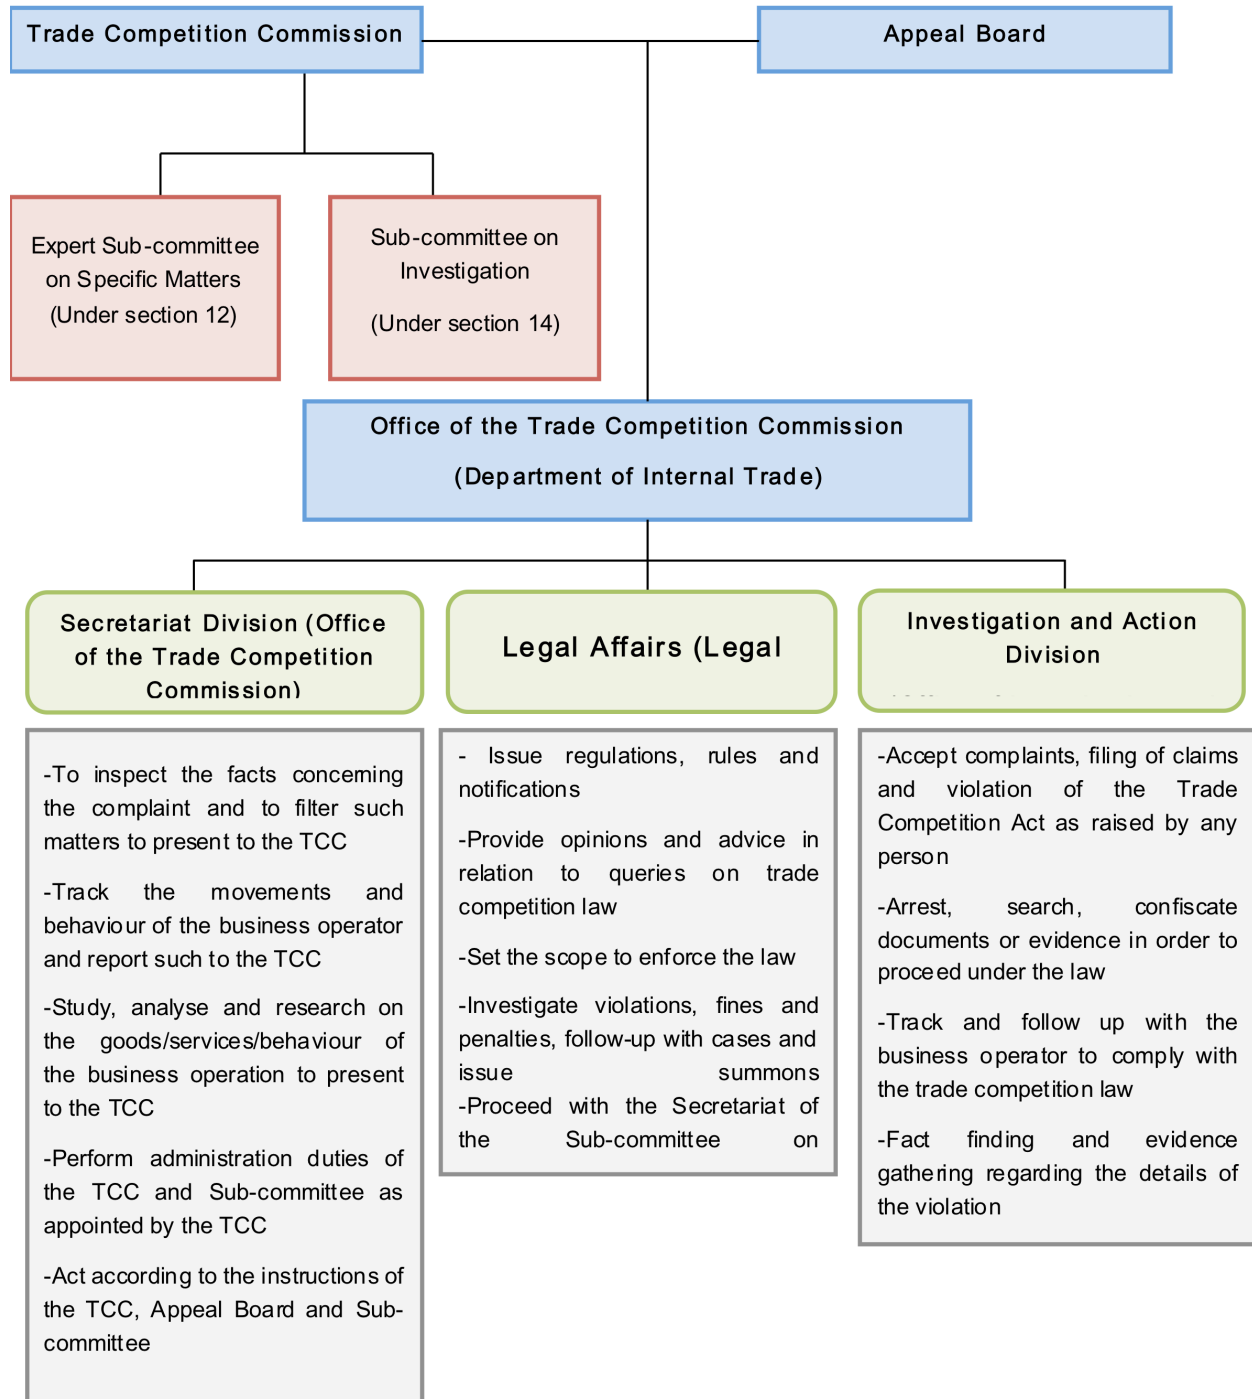 Trade Competition Commission
Appeal Board
Expert Sub-committee
on Specific Matters
(Under section 12)
Sub-committee on
Investigation
(Under section 14)
Office of the Trade Competition Commission
(Department of Internal Trade)
Secretariat Division (Office
of the Trade Competition
Commission)
Legal Affairs (Legal
Investigation and Action
Division
-To inspect the facts concerning
the complaint and to filter such
matters to present to the TCC
-Track the movements and
behaviour of the business operator
and report such to the TCC
-Study, analyse and research on
the goods/services/behaviour of
the business operation to present
to the TCC
-Perform administration duties of
the TCC and Sub-committee as
appointed by the TCC
-Act according to the instructions of
the TCC, Appeal Board and Sub-
committee
- Issue regulations, rules and
notifications
-Provide opinions and advice in
relation to queries on trade
competition law
-Set the scope to enforce the law
-Investigate violations, fines and
penalties, follow-up with cases and
issue summons
-Proceed with the Secretariat of
the Sub-committee on
-Accept complaints, filing of claims
and violation of the Trade
Competition Act as raised by any
person
-Arrest, search, confiscate
documents or evidence in order to
proceed under the law
-Track and follow up with the
business operator to comply with
the trade competition law
-Fact finding and evidence
gathering regarding the details of
the violation